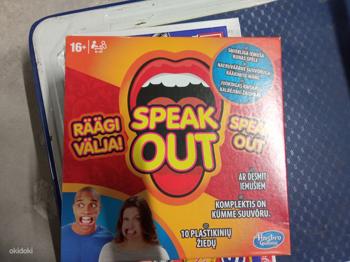 16+
RÄÄGI
VÄLJA!
SPEAK
OUT
SPEAK
OUT
AR DESMIT
IEMUŠIEM
KOMPLEKTIS ON
KÜMME SUUVÕRU.
10 PLASTIKINIŲ
ŽIEDŲ
Hasbro
Gaming
okidoki